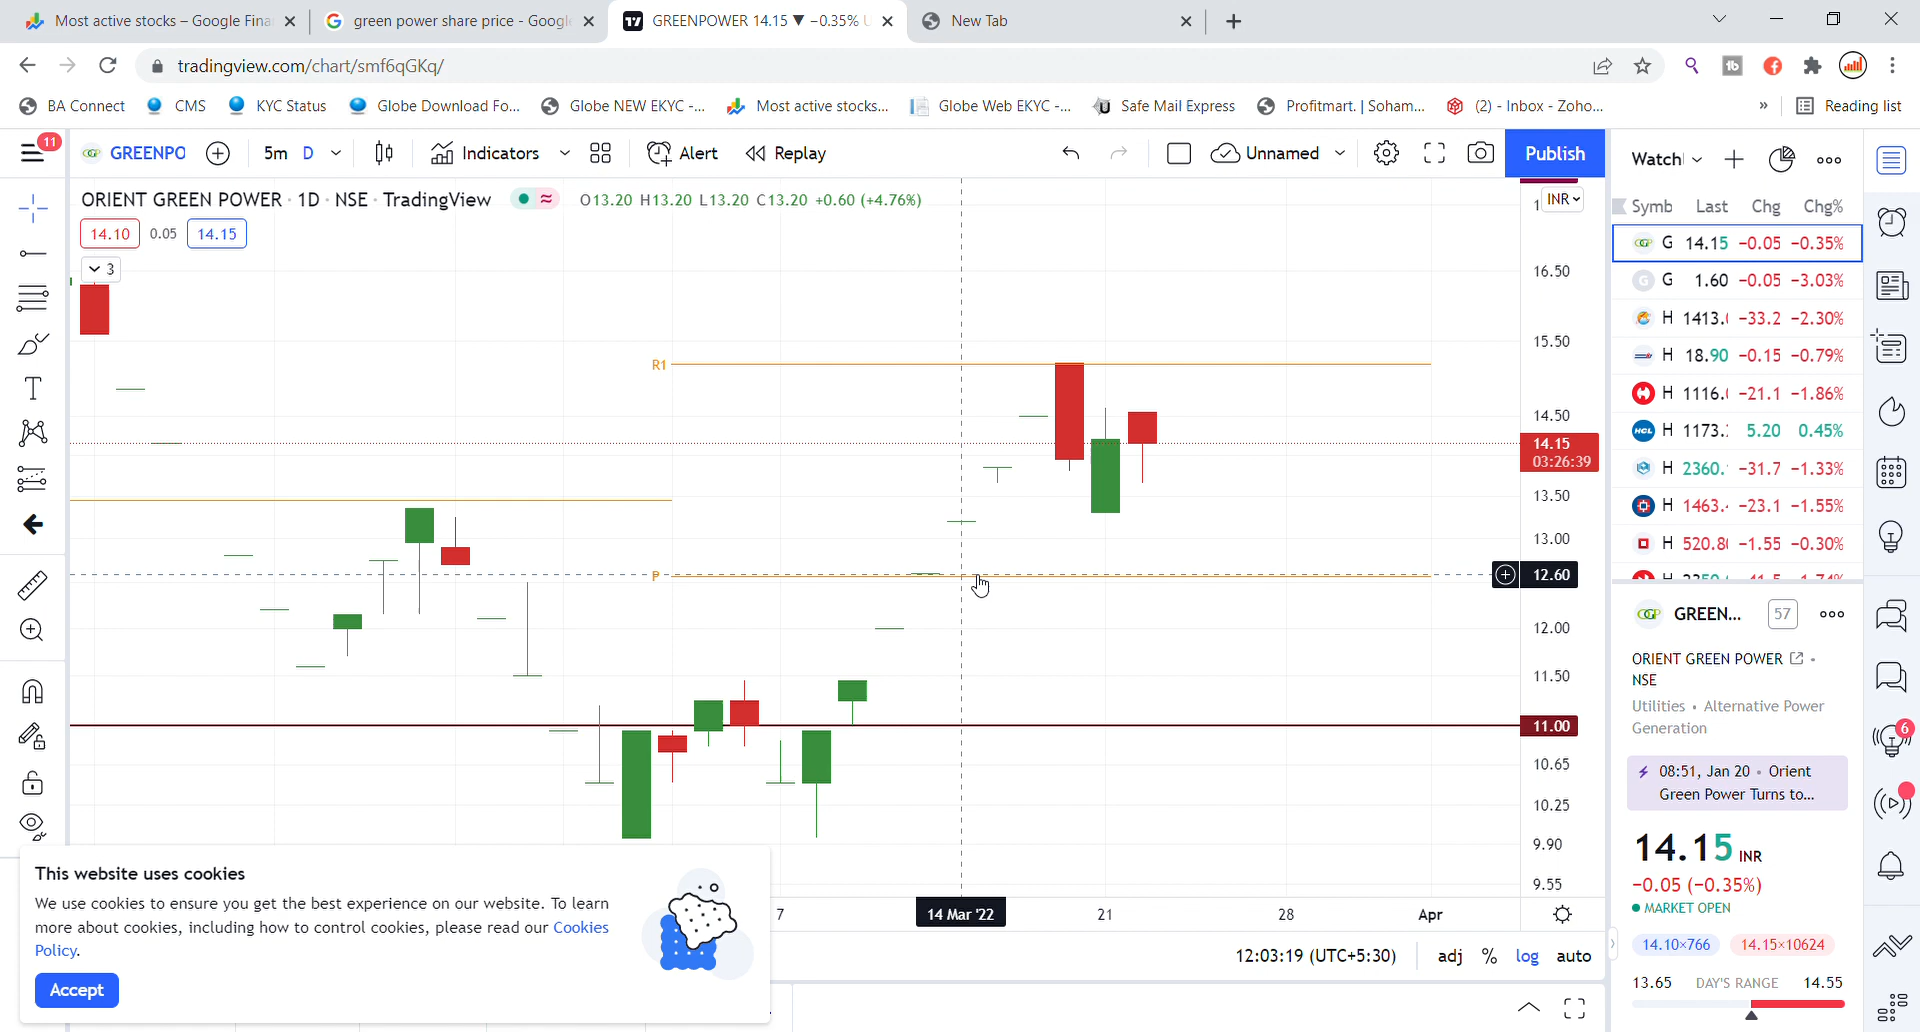 Most active stocks – Google Fina
green power share price - Google
GREENPOWER 14.15 ▼ −0.35% U
New Tab
tradingview.com/chart/smf6qGKq/
BA Connect
CMS
KYC Status
Globe Download Fo...
Globe NEW EKYC -...
Most active stocks...
Globe Web EKYC -...
Safe Mail Express
Profitmart. | Soham...
(2) - Inbox - Zoho...
»
Reading list
11
GREENPO
5m D
Indicators
Alert
Replay
Unnamed
Publish
ORIENT GREEN POWER · 1D · NSE · TradingView
O13.20 H13.20 L13.20 C13.20 +0.60 (+4.76%)
14.10 0.05 14.15
3
INR
16.50
15.50
14.50
14.15
03:26:39
13.50
13.00
12.60
12.00
11.50
11.00
10.65
10.25
9.90
9.55
R1
P
7
14 Mar '22
21
28
Apr
12:03:19 (UTC+5:30)
adj % log auto
This website uses cookies
We use cookies to ensure you get the best experience on our website. To learn
more about cookies, including how to control cookies, please read our Cookies
Policy.
Accept
Watch
Symb Last Chg Chg%
G 14.15 −0.05 −0.35%
G 1.60 −0.05 −3.03%
H 1413. −33.2 −2.30%
H 18.90 −0.15 −0.79%
H 1116. −21.1 −1.86%
HCL H 1173. 5.20 0.45%
H 2360. −31.7 −1.33%
H 1463. −23.1 −1.55%
H 520.8 −1.55 −0.30%
GREEN... 57
ORIENT GREEN POWER •
NSE
Utilities • Alternative Power
Generation
08:51, Jan 20 • Orient
Green Power Turns to...
14.15 INR
−0.05 (−0.35%)
MARKET OPEN
14.10×766 14.15×10624
13.65 DAY'S RANGE 14.55
6